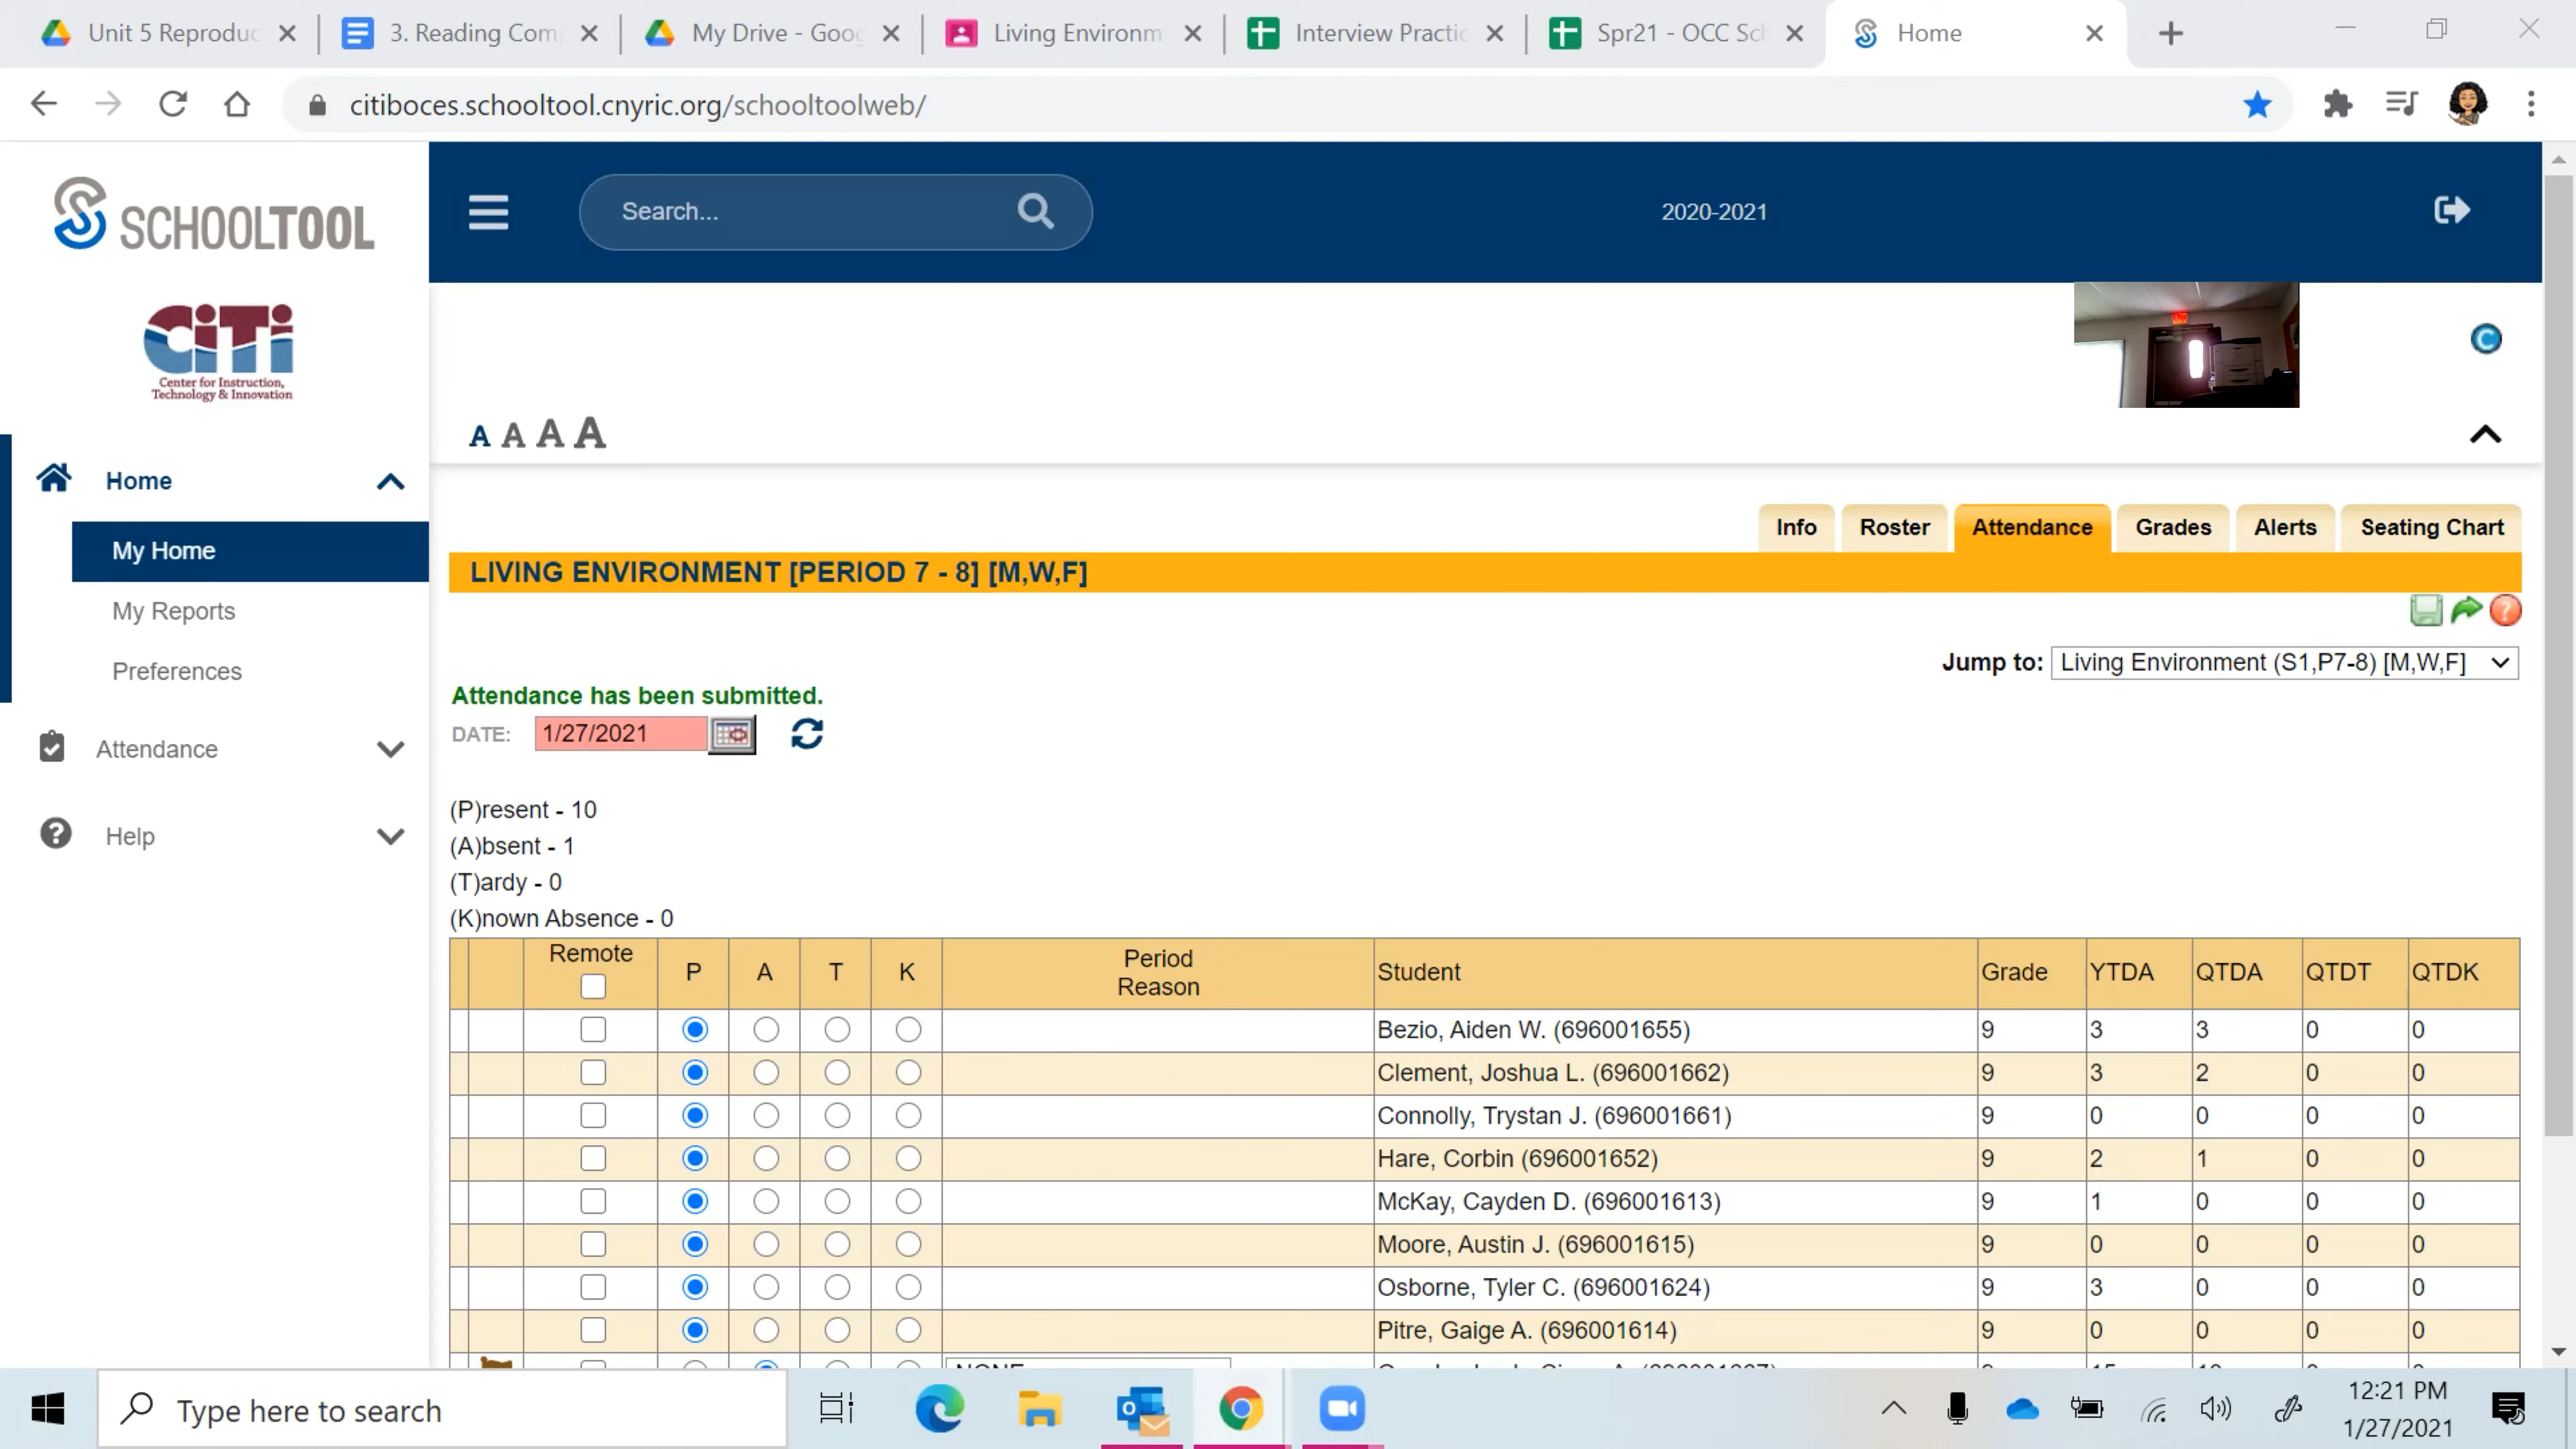 Unit 5 Reproduc
3. Reading Com
My Drive - Goog
Living Environm
Interview Practic
Spr21 - OCC Sch
Home
citiboces.schooltool.cnyric.org/schooltoolweb/
SCHOOLTOOL
Search...
2020-2021
CiTi
Center for Instruction,
Technology & Innovation
A A A A
Home
My Home
My Reports
Preferences
Attendance
Help
Info Roster Attendance Grades Alerts Seating Chart
LIVING ENVIRONMENT [PERIOD 7 - 8] [M,W,F]
Jump to: Living Environment (S1,P7-8) [M,W,F]
Attendance has been submitted.
DATE: 1/27/2021
(P)resent - 10
(A)bsent - 1
(T)ardy - 0
(K)nown Absence - 0
Remote P A T K Period Reason Student Grade YTDA QTDA QTDT QTDK
Bezio, Aiden W. (696001655) 9 3 3 0 0
Clement, Joshua L. (696001662) 9 3 2 0 0
Connolly, Trystan J. (696001661) 9 0 0 0 0
Hare, Corbin (696001652) 9 2 1 0 0
McKay, Cayden D. (696001613) 9 1 0 0 0
Moore, Austin J. (696001615) 9 0 0 0 0
Osborne, Tyler C. (696001624) 9 3 0 0 0
Pitre, Gaige A. (696001614) 9 0 0 0 0
NONE
Type here to search
12:21 PM
1/27/2021